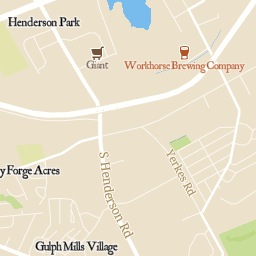 Henderson Park
Giant
Workhorse Brewing Company
S Henderson Rd
Yerkes Rd
y Forge Acres
Gulph Mills Village